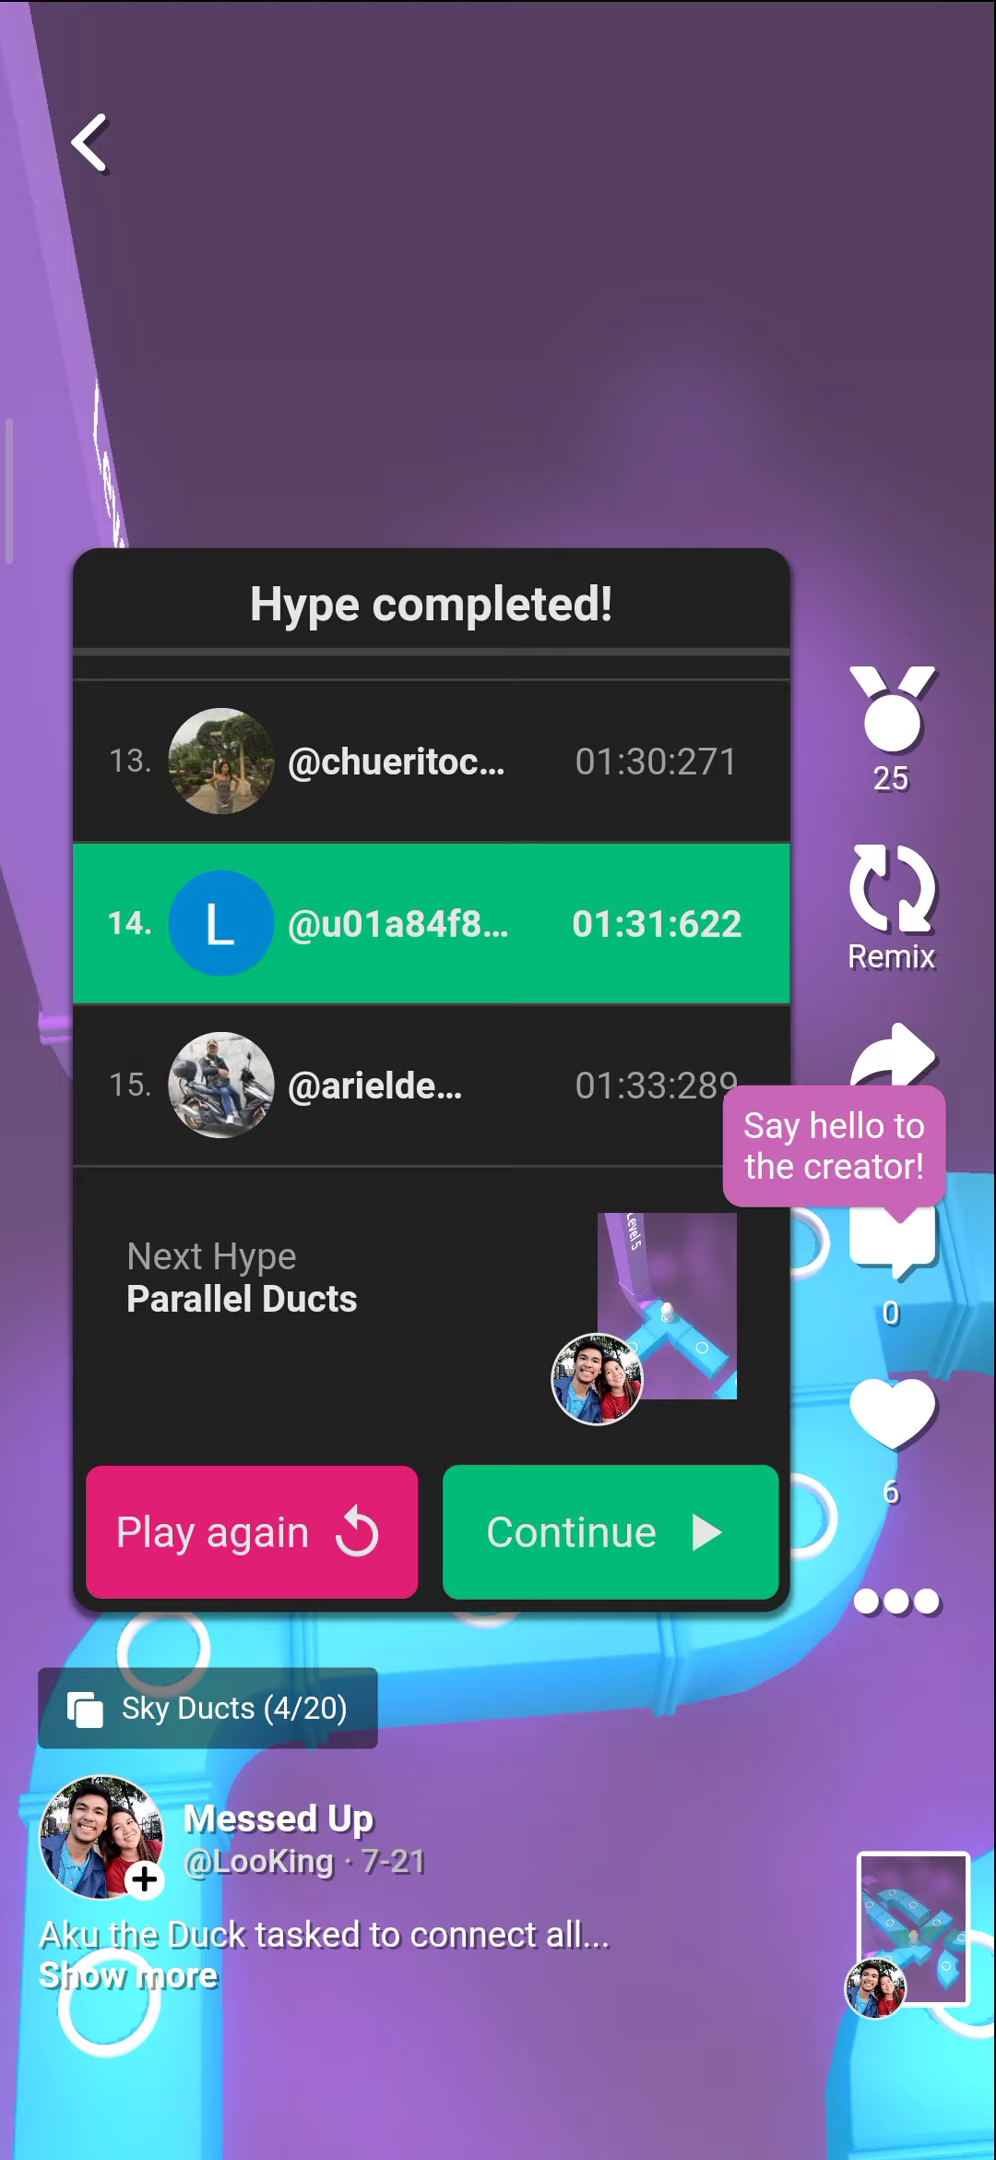 Hype completed!
13. @chueritoc... 01:30:271
14. L @u01a84f8... 01:31:622
15. @arielde... 01:33:289
25
Remix
Say hello to
the creator!
Next Hype
Parallel Ducts
Level 5
0
6
Play again
Continue
Sky Ducts (4/20)
Messed Up
@LooKing · 7-21
Aku the Duck tasked to connect all...
Show more